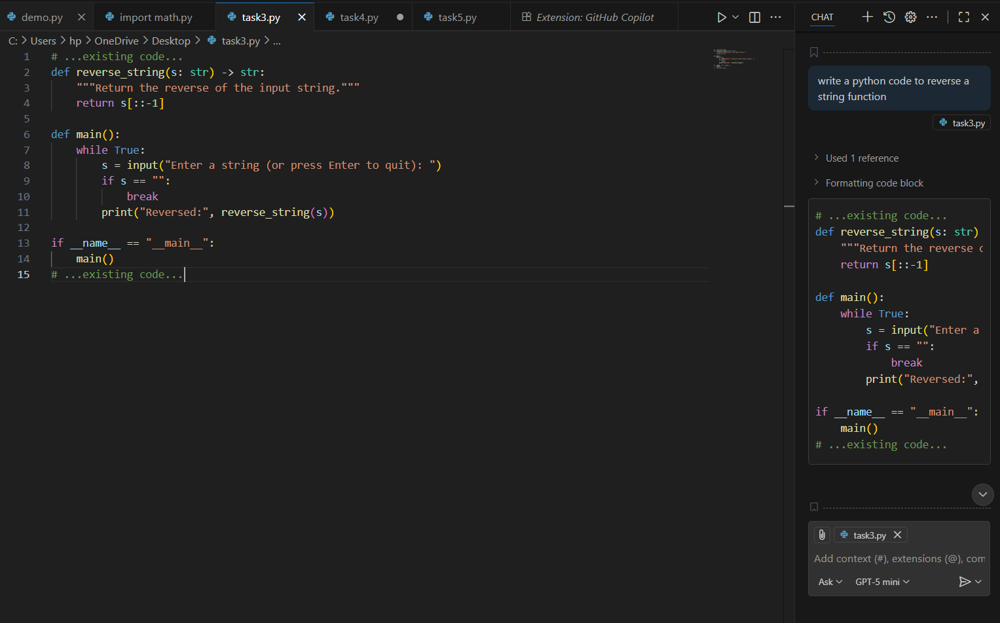 demo.py
import math.py
task3.py
task4.py
task5.py
Extension: GitHub Copilot
CHAT
C: > Users > hp > OneDrive > Desktop > task3.py > ...
1 # ...existing code...
2 def reverse_string(s: str) -> str:
3 """Return the reverse of the input string."""
4 return s[::-1]
5
6 def main():
7 while True:
8 s = input("Enter a string (or press Enter to quit): ")
9 if s == "":
10 break
11 print("Reversed:", reverse_string(s))
12
13 if __name__ == "__main__":
14 main()
15 # ...existing code...
write a python code to reverse a
string function
task3.py
Used 1 reference
Formatting code block
# ...existing code...
def reverse_string(s: str)
"""Return the reverse
return s[::-1]
def main():
while True:
s = input("Enter a
if s == "":
break
print("Reversed:",
if __name__ == "__main__":
main()
# ...existing code...
task3.py
Add context (#), extensions (@), com
Ask
GPT-5 mini